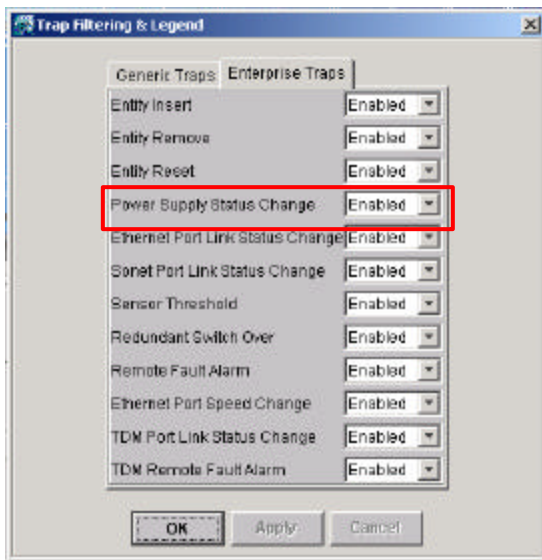 Trap Filtering & Legend
Generic Traps Enterprise Traps
Entity Insert Enabled
Entity Remove Enabled
Entity Reset Enabled
Power Supply Status Change Enabled
Ethernet Port Link Status Change Enabled
Sonet Port Link Status Change Enabled
Sensor Threshold Enabled
Redundant Switch Over Enabled
Remote Fault Alarm Enabled
Ethernet Port Speed Change Enabled
TDM Port Link Status Change Enabled
TDM Remote Fault Alarm Enabled
OK Apply Cancel